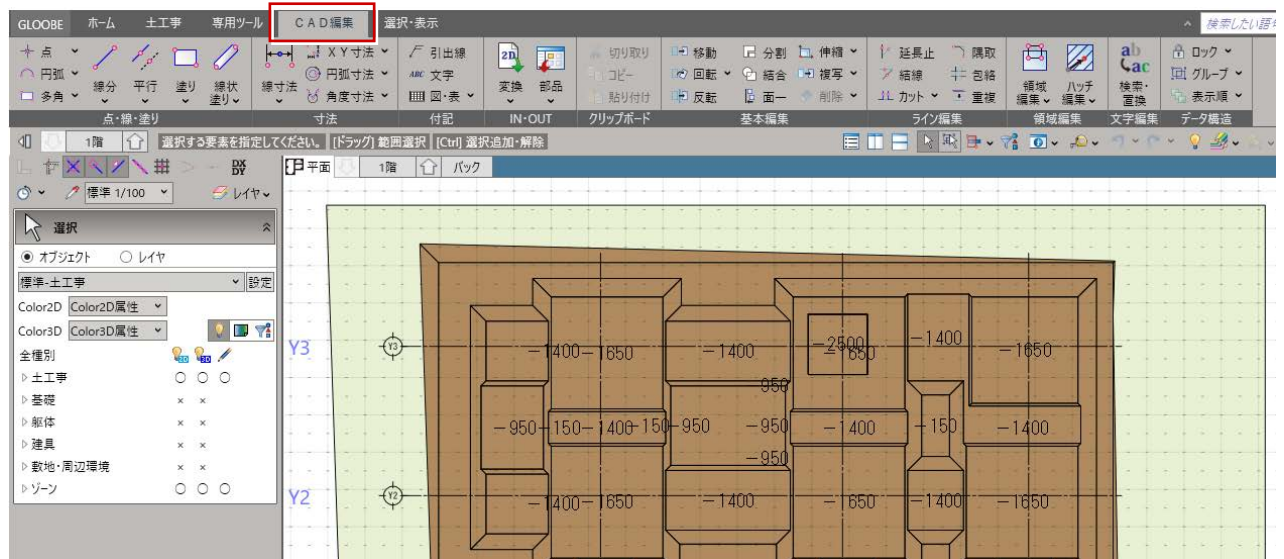 GLOOBE ホーム 土工事 専用ツール CAD編集 選択・表示 検索したい語
点 線分 平行 塗り 線状塗り 線寸法 XY寸法 引出線 変換 部品 切り取り 移動 分割 伸縮 延長止 隅取 領域編集 ハッチ編集 検索・置換 ロック
円弧 円弧寸法 文字 コピー 回転 結合 複写 結線 包絡 グループ
多角 角度寸法 図・表 貼り付け 反転 面一 削除 カット 重複 表示順
点・線・塗り 寸法 付記 IN・OUT クリップボード 基本編集 ライン編集 領域編集 文字編集 データ構造
1階 選択する要素を指定してください。 [ドラッグ] 範囲選択 [Ctrl] 選択追加・解除
平面 1階 バック
標準 1/100 レイヤ
選択
オブジェクト レイヤ
標準-土工事 設定
Color2D Color2D属性
Color3D Color3D属性
全種別
土工事
基礎
躯体
建具
敷地・周辺環境
ゾーン
Y3 Y3 -1400 -1650 -1400 -2500 -1400 -1650
-950
-950 -150 -1400 -150 -950 -950 -1400 -150 -1400
-950
Y2 Y2 -1400 -1650 -1400 -1650 -1400 -1650